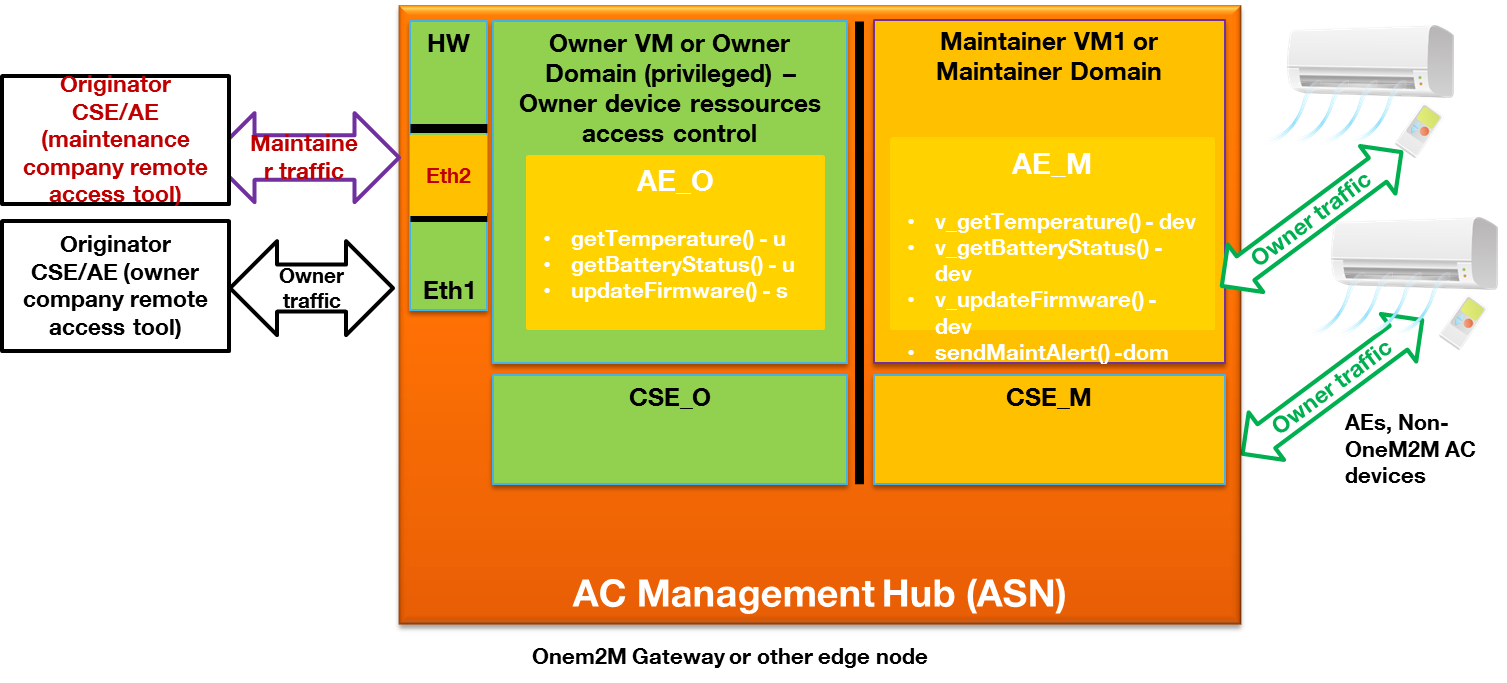 Originator
CSE/AE
(maintenance
company remote
access tool)
Maintaine
r traffic
Originator
CSE/AE (owner
company remote
access tool)
Owner
traffic
HW
Eth2
Eth1
Owner VM or Owner
Domain (privileged) –
Owner device ressources
access control
AE_O
• getTemperature() - u
• getBatteryStatus() - u
• updateFirmware() - s
CSE_O
Maintainer VM1 or
Maintainer Domain
AE_M
• v_getTemperature() - dev
• v_getBatteryStatus() -
dev
• v_updateFirmware() -
dev
• sendMaintAlert() -dom
CSE_M
Owner traffic
Owner traffic
AEs, Non-
OneM2M AC
devices
AC Management Hub (ASN)
Onem2M Gateway or other edge node